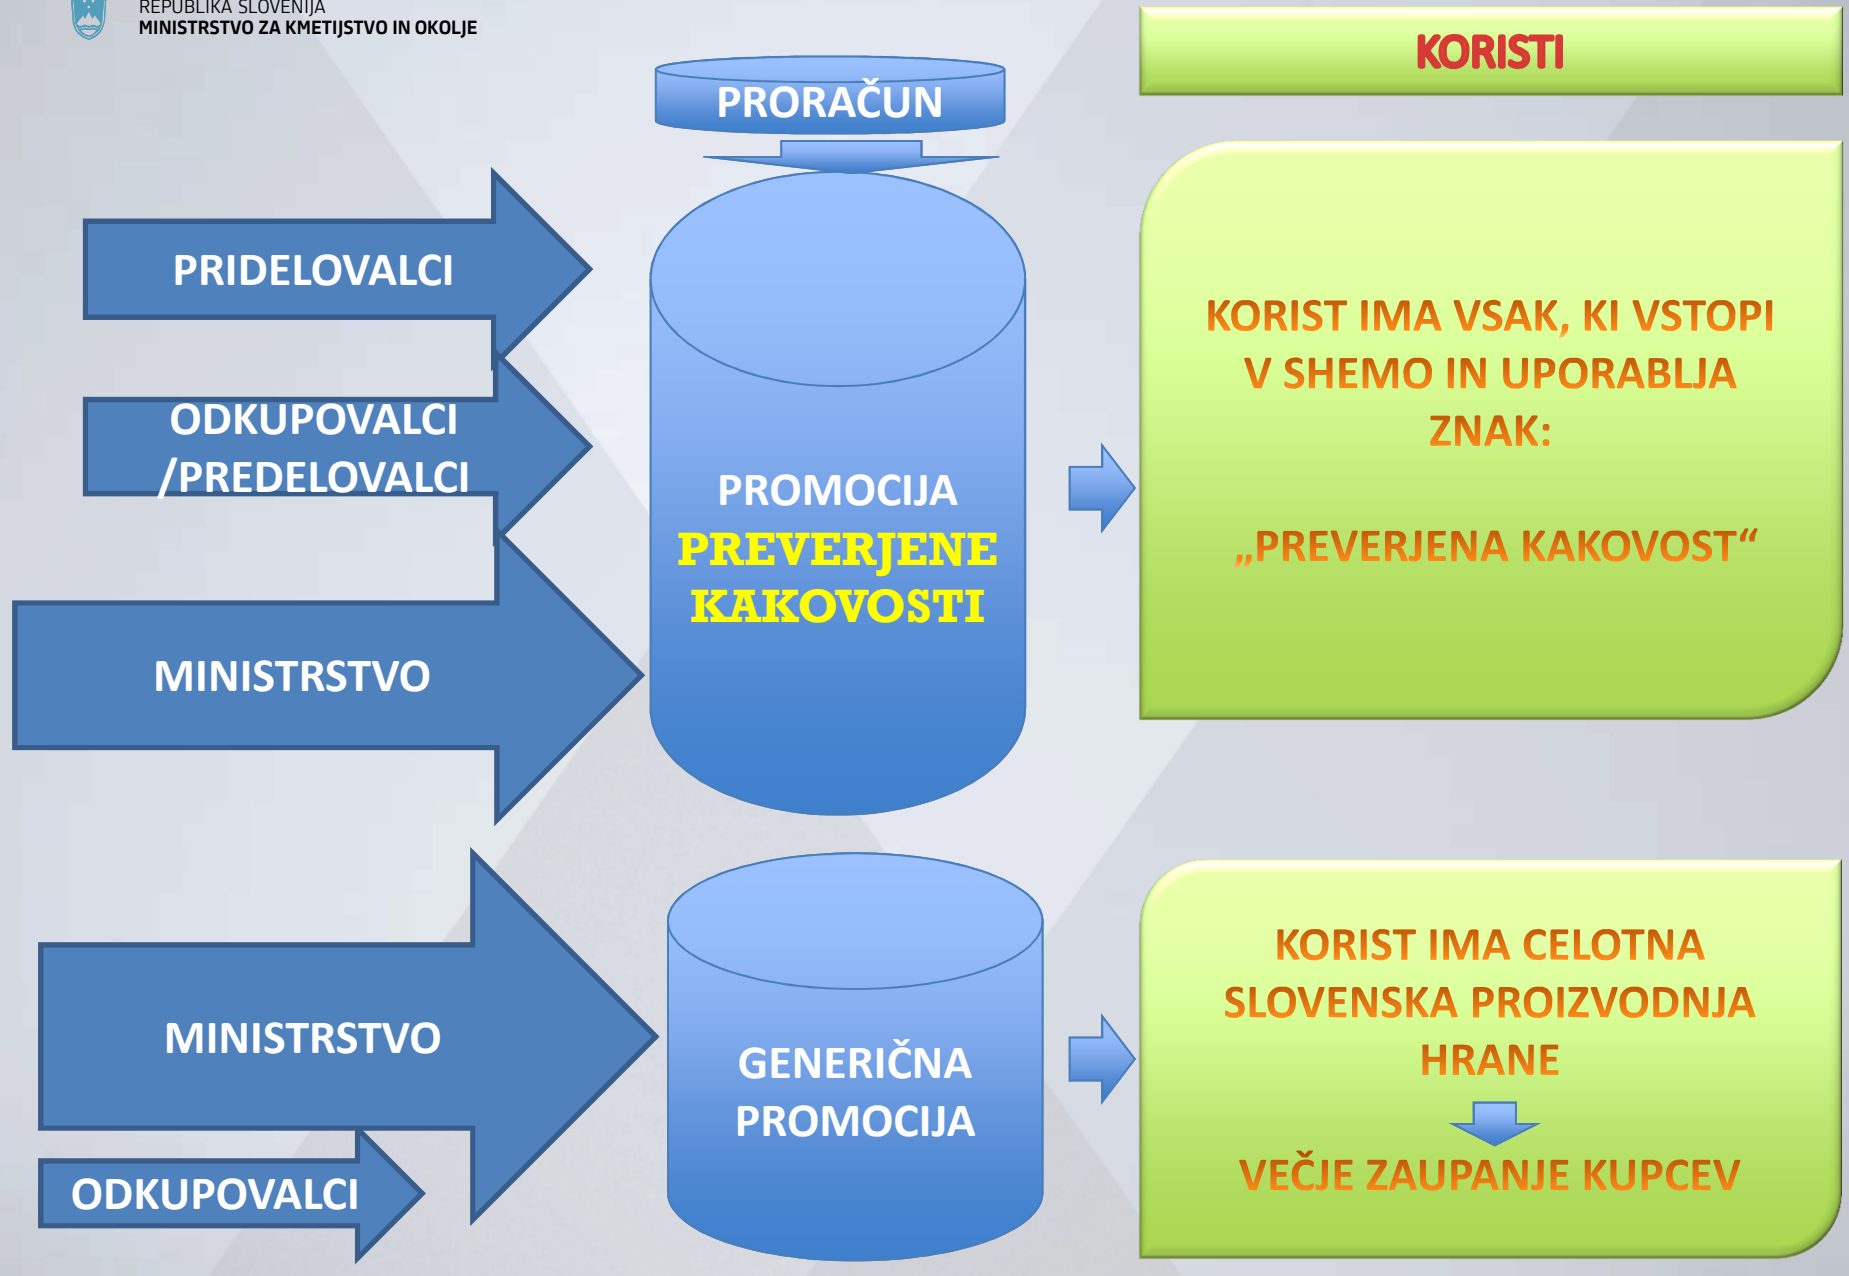 REPUBLIKA SLOVENIJA
MINISTRSTVO ZA KMETIJSTVO IN OKOLJE
KORISTI
PRORAČUN
PRIDELOVALCI
ODKUPOVALCI
/PREDELOVALCI
MINISTRSTVO
PROMOCIJA
PREVERJENE
KAKOVOSTI
KORIST IMA VSAK, KI VSTOPI
V SHEMO IN UPORABLJA
ZNAK:
„PREVERJENA KAKOVOST“
MINISTRSTVO
ODKUPOVALCI
GENERIČNA
PROMOCIJA
KORIST IMA CELOTNA
SLOVENSKA PROIZVODNJA
HRANE
VEČJE ZAUPANJE KUPCEV